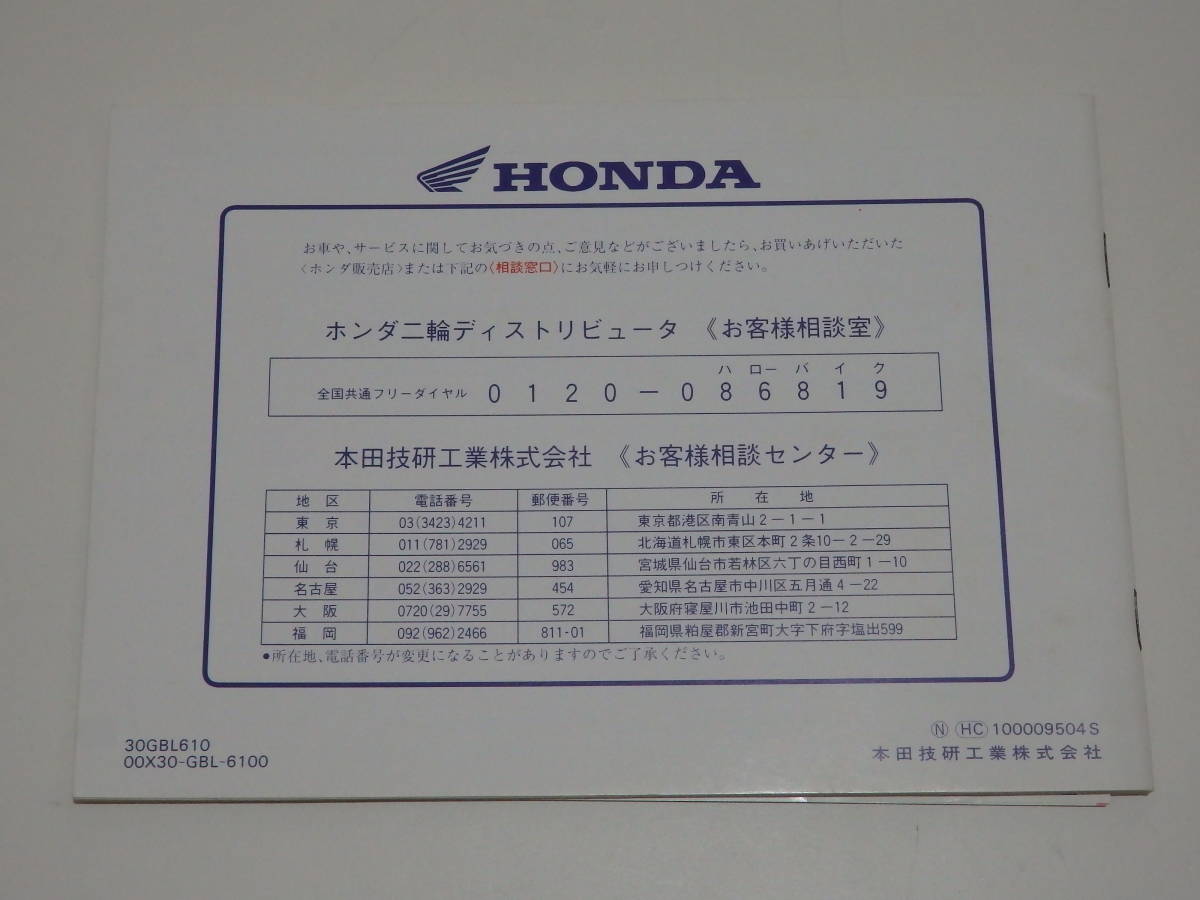 HONDA
お車や、サービスに関してお気づきの点、ご意見などがございましたら、お買いあげいただいた
〈ホンダ販売店〉または下記の〈相談窓口〉にお気軽にお申しつけください。
ホンダ二輪ディストリビュータ 《お客様相談室》
ハ ロー バ イ ク
全国共通フリーダイヤル 0120-086819
本田技研工業株式会社 《お客様相談センター》
地区 電話番号 郵便番号 所在地
東京 03(3423)4211 107 東京都港区南青山2-1-1
札幌 011(781)2929 065 北海道札幌市東区本町2条10-2-29
仙台 022(288)6561 983 宮城県仙台市若林区六丁の目西町1-10
名古屋 052(363)2929 454 愛知県名古屋市中川区五月通4-22
大阪 0720(29)7755 572 大阪府寝屋川市池田中町2-12
福岡 092(962)2466 811-01 福岡県粕屋郡新宮町大字下府字塩出599
●所在地、電話番号が変更になることがありますのでご了承ください。
30GBL610
00X30-GBL-6100
Ⓝ HC 100009504S
本田技研工業株式会社